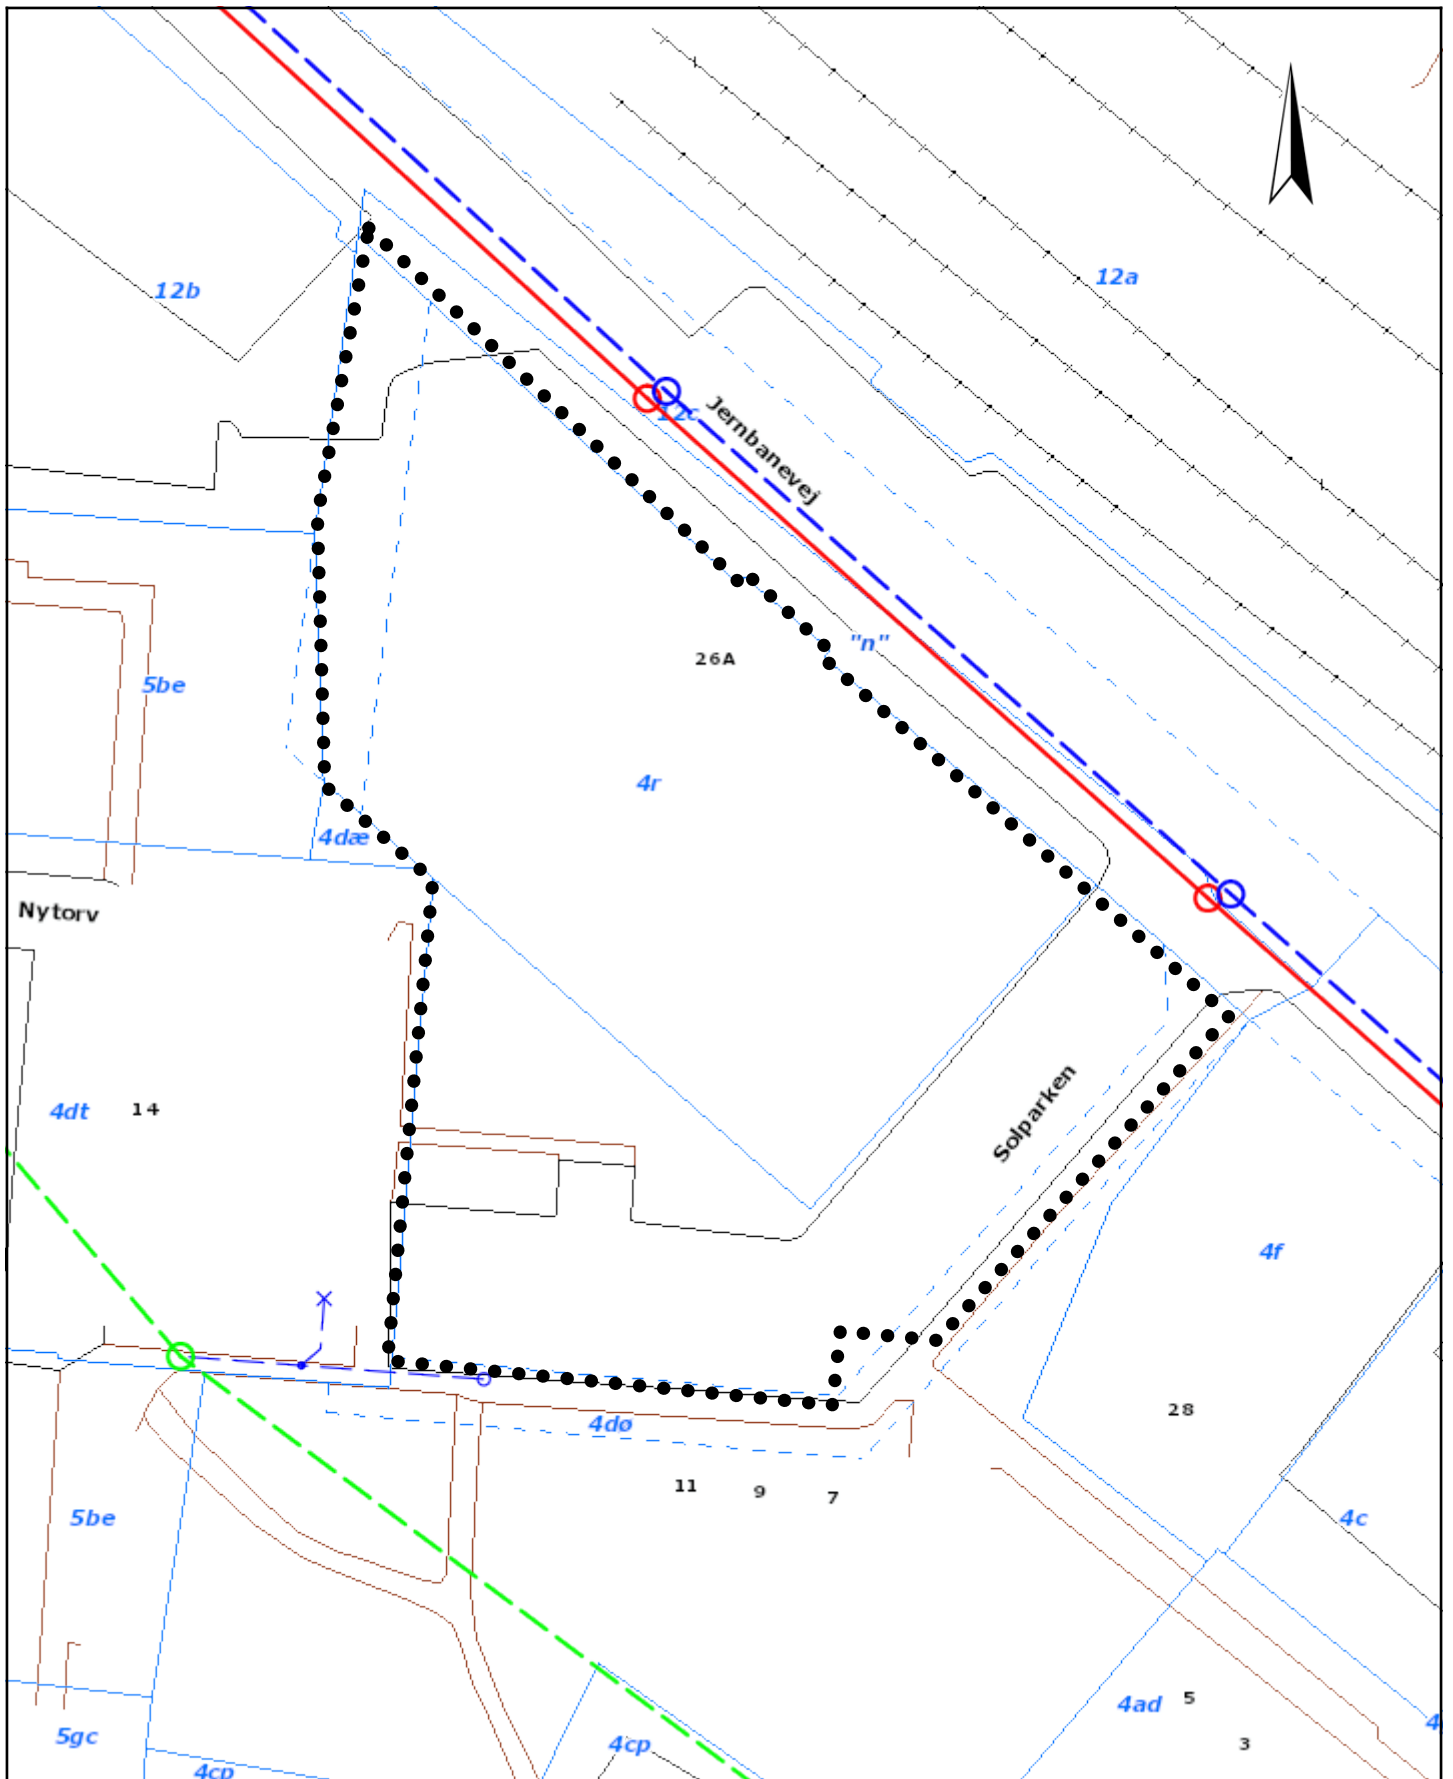 12b
12a
Jernbanevej
"n"
26A
5be
4r
4dæ
Nytorv
4dt
14
Solparken
4f
28
4dø
11
9
7
5be
4c
4ad
5
5gc
4cp
3
4cp